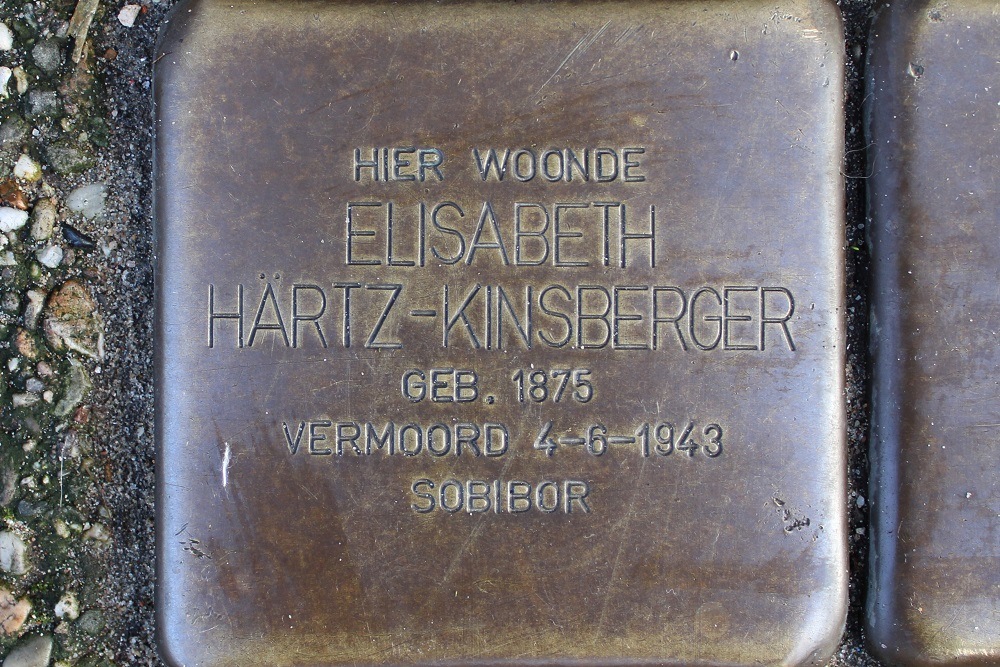 HIER WOONDE
ELISABETH
HÄRTZ-KINSBERGER
GEB. 1875
VERMOORD 4-6-1943
SOBIBOR